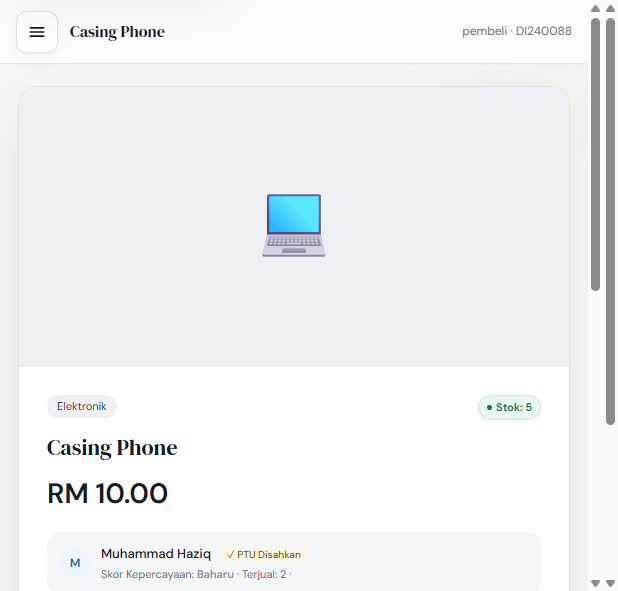 Casing Phone
pembeli · DI240088
Elektronik
Stok: 5
Casing Phone
RM 10.00
M
Muhammad Haziq
✓ PTU Disahkan
Skor Kepercayaan: Baharu · Terjual: 2 ·